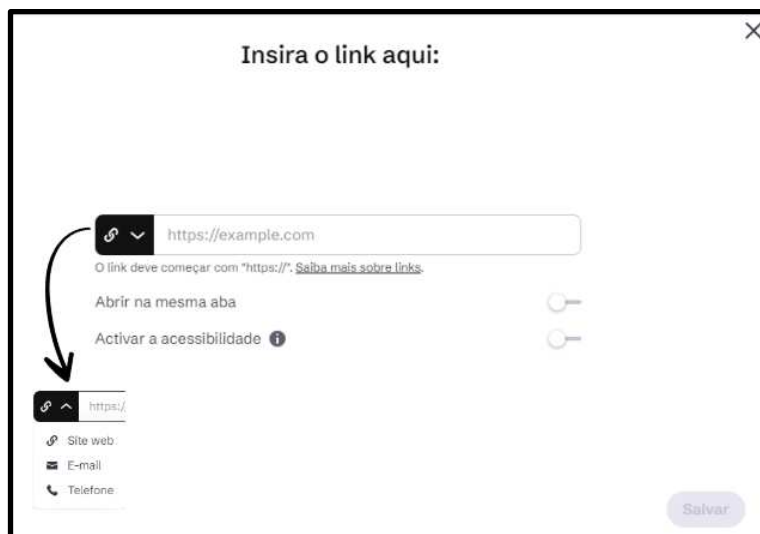 Insira o link aqui:
https://example.com
O link deve começar com "https://". Saiba mais sobre links.
Abrir na mesma aba
Activar a acessibilidade
https:/
Site web
E-mail
Telefone
Salvar